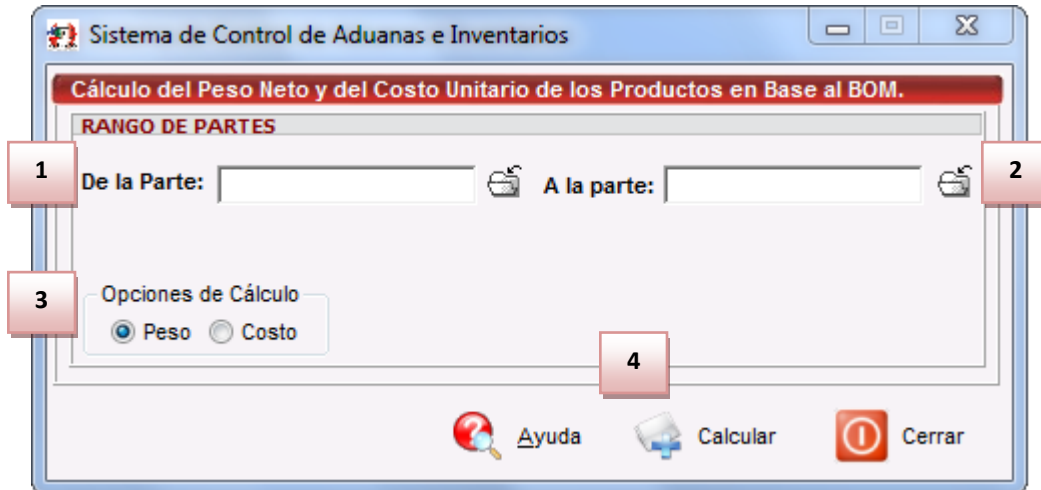 Sistema de Control de Aduanas e Inventarios
Cálculo del Peso Neto y del Costo Unitario de los Productos en Base al BOM.
RANGO DE PARTES
1 De la Parte: A la parte: 2
3 Opciones de Cálculo
Peso Costo
4
Ayuda Calcular Cerrar